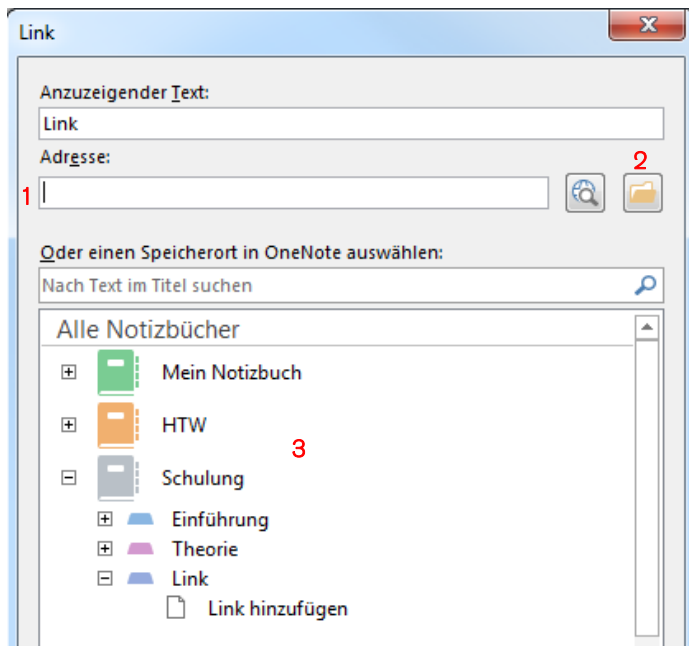 Link
Anzuzeigender Text:
Link
Adresse:
2
1
Oder einen Speicherort in OneNote auswählen:
Nach Text im Titel suchen
Alle Notizbücher
Mein Notizbuch
HTW
3
Schulung
Einführung
Theorie
Link
Link hinzufügen